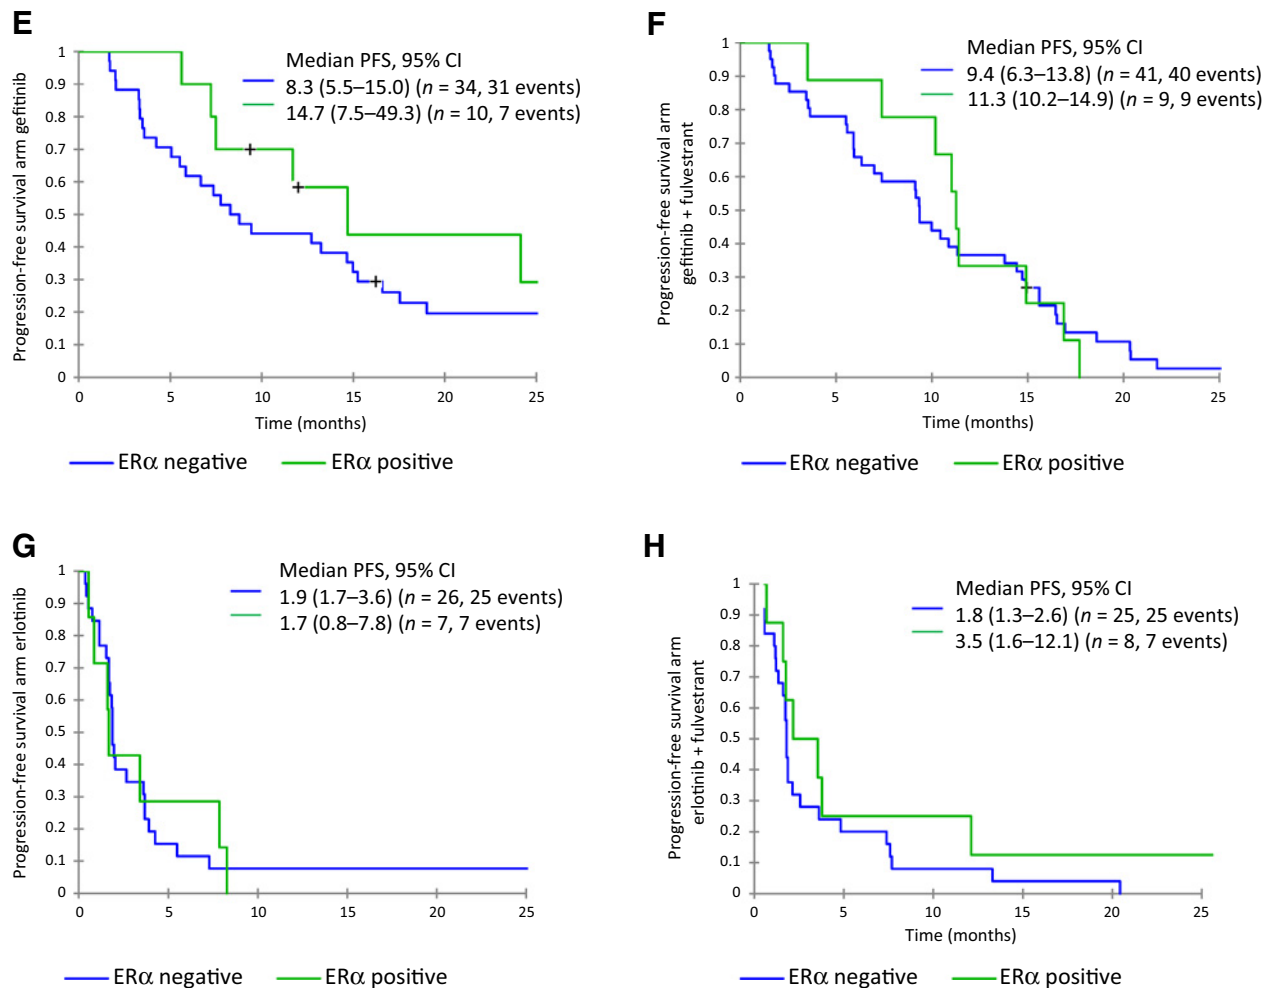 E
Progression-free survival arm gefitinib
1
0.9
0.8
0.7
0.6
0.5
0.4
0.3
0.2
0.1
0
Median PFS, 95% CI
8.3 (5.5–15.0) (n = 34, 31 events)
14.7 (7.5–49.3) (n = 10, 7 events)
0 5 10 15 20 25
Time (months)
ERα negative ERα positive
F
Progression-free survival arm
gefitinib + fulvestrant
1
0.9
0.8
0.7
0.6
0.5
0.4
0.3
0.2
0.1
0
Median PFS, 95% CI
9.4 (6.3–13.8) (n = 41, 40 events)
11.3 (10.2–14.9) (n = 9, 9 events)
0 5 10 15 20 25
Time (months)
ERα negative ERα positive
G
Progression-free survival arm erlotinib
1
0.9
0.8
0.7
0.6
0.5
0.4
0.3
0.2
0.1
0
Median PFS, 95% CI
1.9 (1.7–3.6) (n = 26, 25 events)
1.7 (0.8–7.8) (n = 7, 7 events)
0 5 10 15 20 25
ERα negative ERα positive
H
Progression-free survival arm
erlotinib + fulvestrant
1
0.9
0.8
0.7
0.6
0.5
0.4
0.3
0.2
0.1
0
Median PFS, 95% CI
1.8 (1.3–2.6) (n = 25, 25 events)
3.5 (1.6–12.1) (n = 8, 7 events)
0 5 10 15 20 25
Time (months)
ERα negative ERα positive